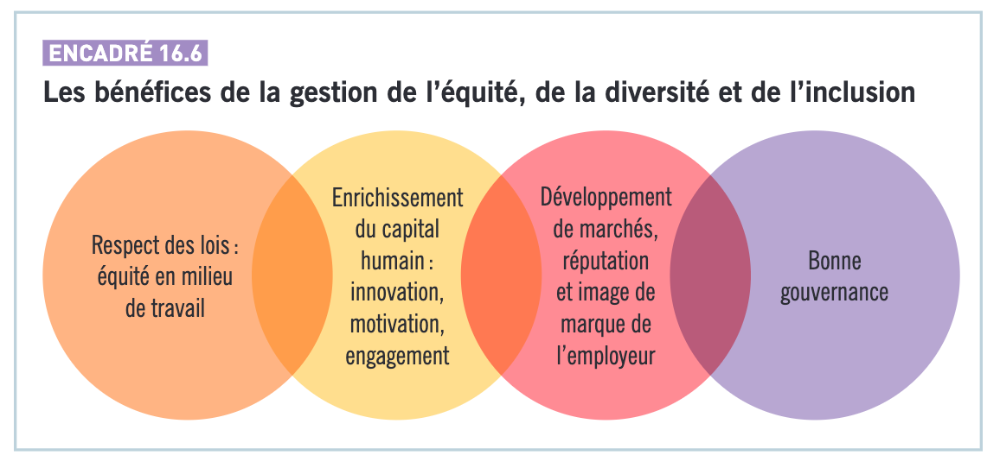 ENCADRÉ 16.6
Les bénéfices de la gestion de l’équité, de la diversité et de l’inclusion
Respect des lois :
équité en milieu
de travail
Enrichissement
du capital
humain :
innovation,
motivation,
engagement
Développement
de marchés,
réputation
et image de
marque de
l’employeur
Bonne
gouvernance